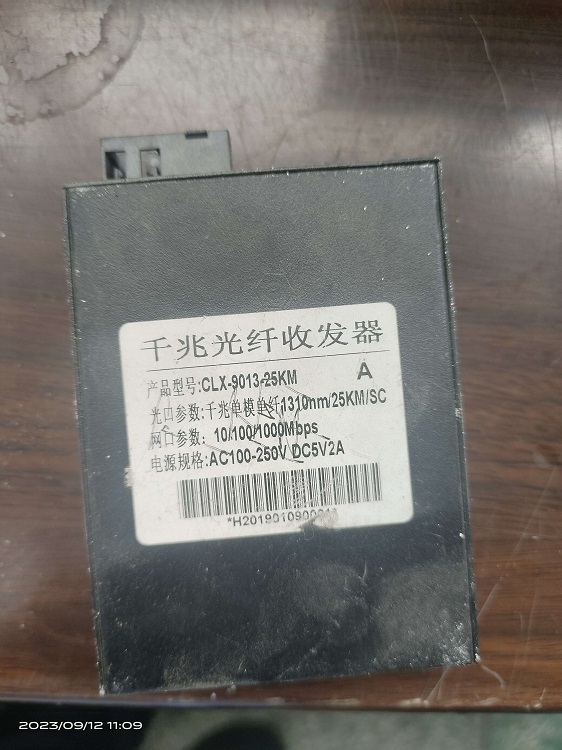 千兆光纤收发器
产品型号:CLX-9013-25KM A
光口参数:千兆单模单纤1310nm/25KM/SC
网口参数: 10/100/1000Mbps
电源规格:AC100-250V DC5V2A
2023/09/12 11:09